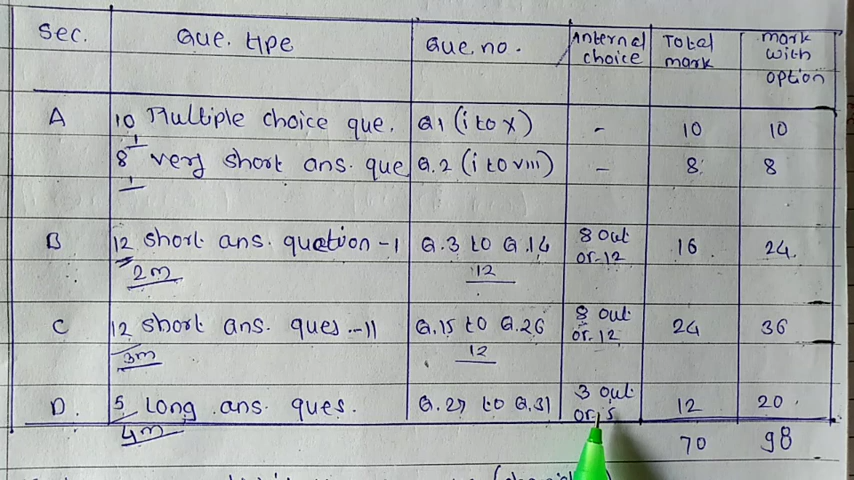 Sec. Que. type Que. no. Internal choice Total mark mark with option
A 10 Multiple choice que. Q1 (i to x) - 10 10
1
8 very short ans. que Q.2 (i to viii) - 8 8
1
B 12 short ans. question -1 Q.3 to Q.14 8 out of 12 16 24
2m 12
C 12 short ans. ques. -11 Q.15 to Q.26 8 out of 12 24 36
3m 12
D. 5 Long ans. ques. Q.27 to Q.31 3 out of 5 12 20
4m 70 98